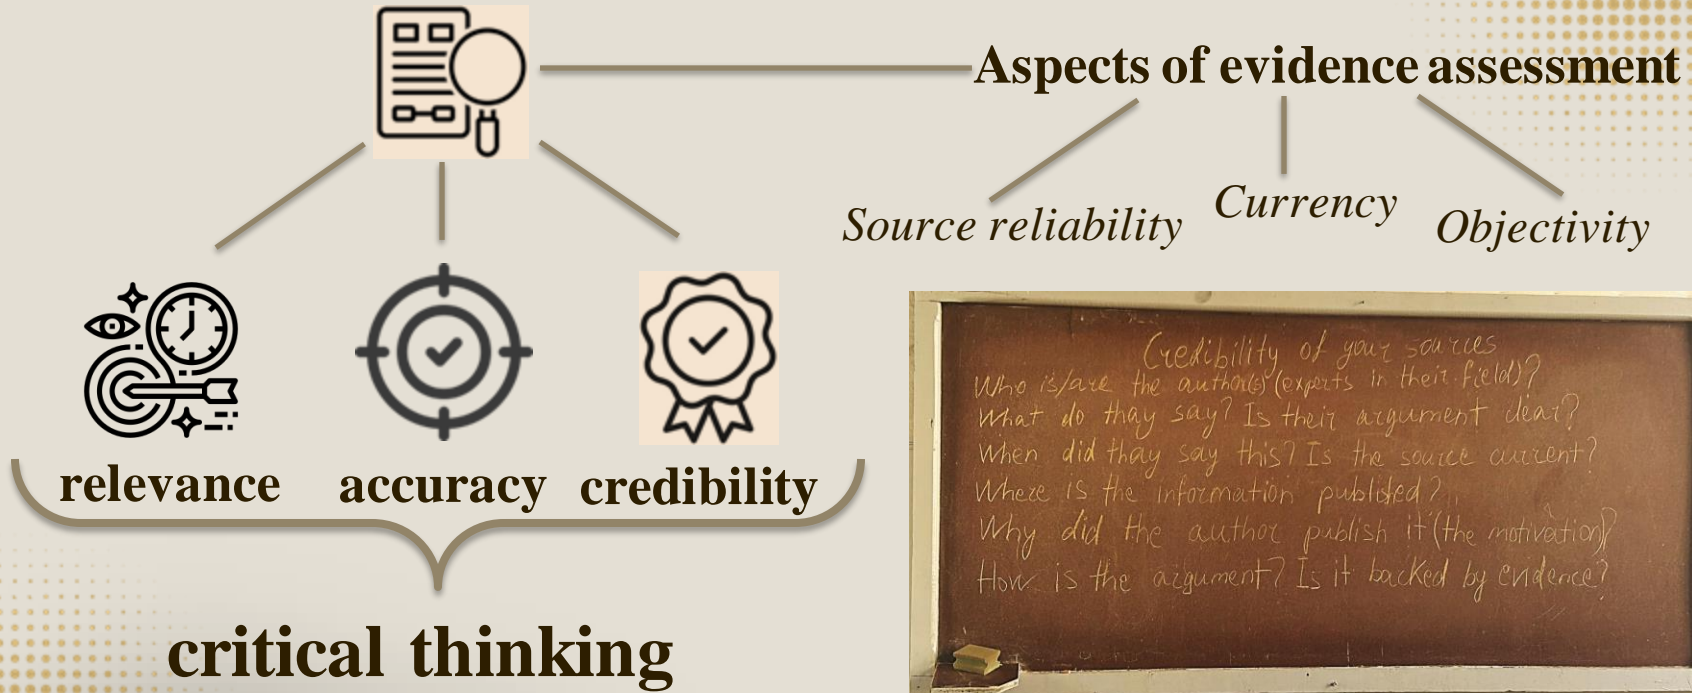 Aspects of evidence assessment
Source reliability
Currency
Objectivity
relevance
accuracy
credibility
critical thinking
Credibility of your sources
Who is/are the author(s) (experts in their field)?
What do thay say? Is their argument clear?
When did thay say this? Is the source current?
Where is the information published?
Why did the author publish it (the motivation)?
How is the argument? Is it backed by evidence?